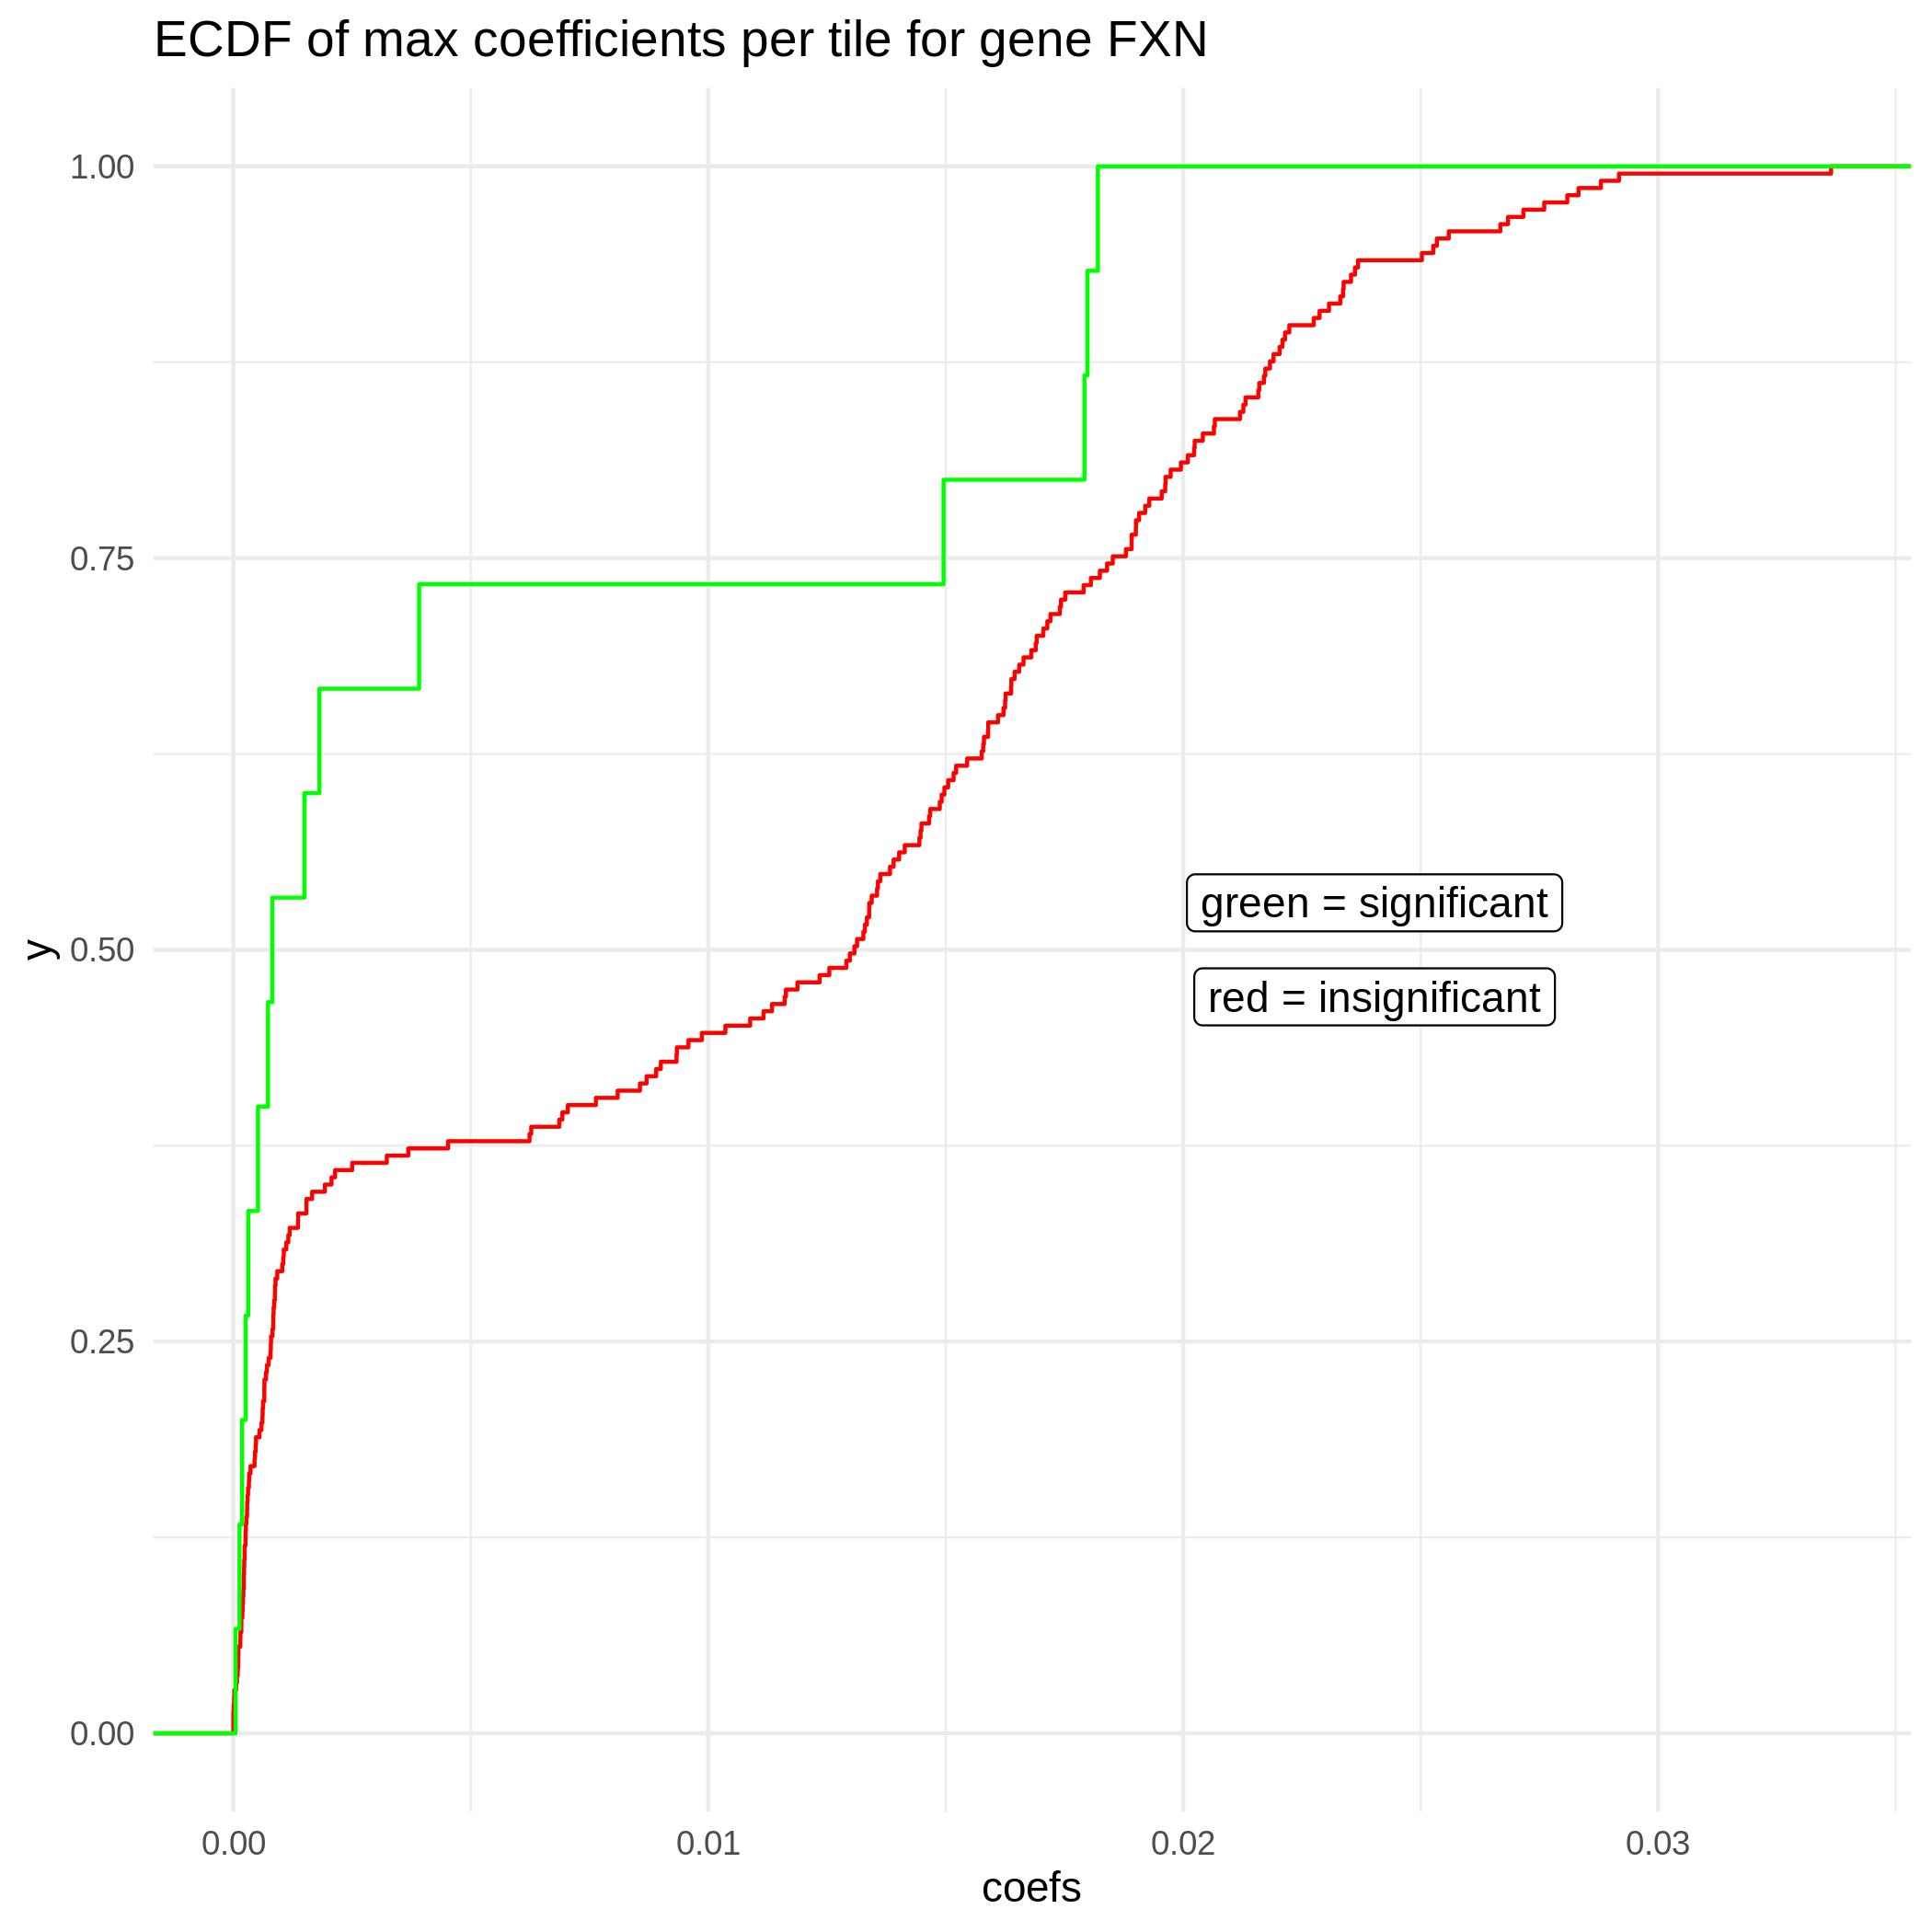 ECDF of max coefficients per tile for gene FXN
1.00
0.75
0.50
0.25
0.00
y
green = significant
red = insignificant
0.00 0.01 0.02 0.03
coefs